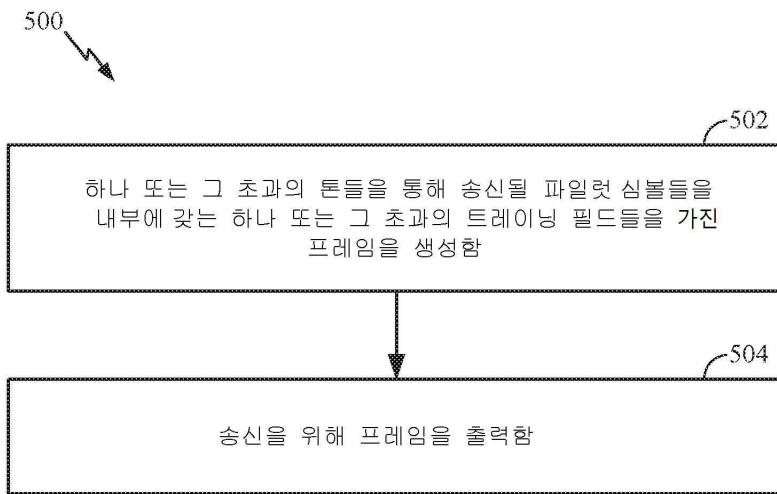 500
502
하나 또는 그 초과의 톤들을 통해 송신될 파일럿 심볼들을
내부에 갖는 하나 또는 그 초과의 트레이닝 필드들을 가진
프레임을 생성함
504
송신을 위해 프레임을 출력함